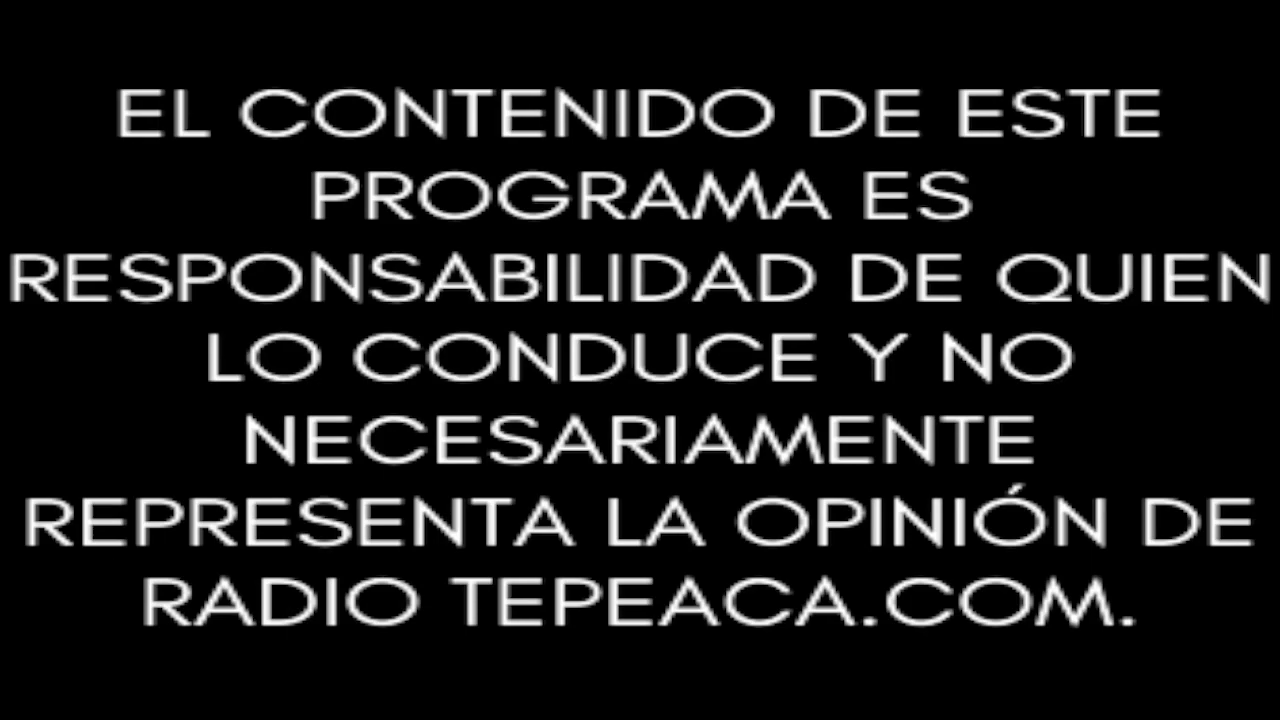 EL CONTENIDO DE ESTE
PROGRAMA ES
RESPONSABILIDAD DE QUIEN
LO CONDUCE Y NO
NECESARIAMENTE
REPRESENTA LA OPINIÓN DE
RADIO TEPEACA.COM.